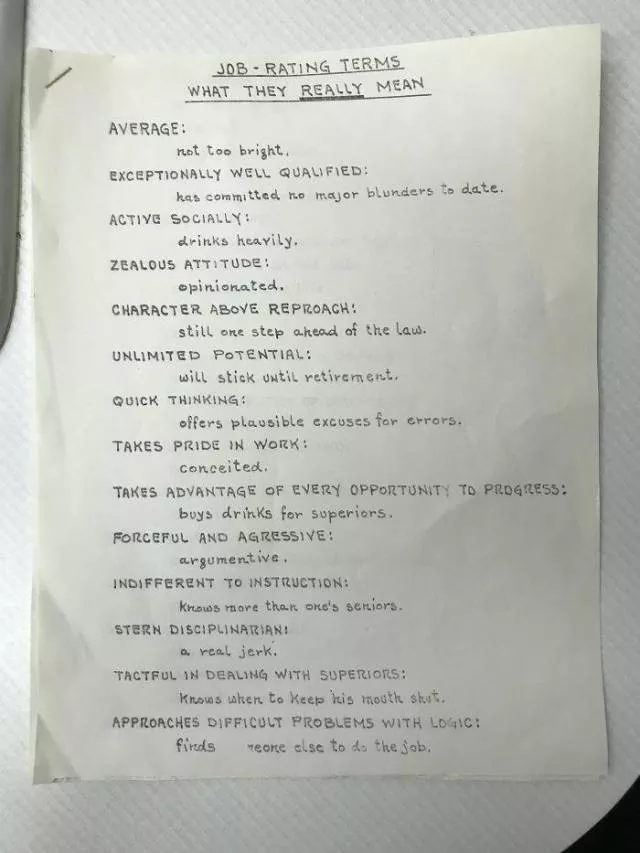 JOB-RATING TERMS
WHAT THEY REALLY MEAN
AVERAGE:
not too bright.
EXCEPTIONALLY WELL QUALIFIED:
has committed no major blunders to date.
ACTIVE SOCIALLY:
drinks heavily.
ZEALOUS ATTITUDE:
opinionated.
CHARACTER ABOVE REPROACH:
still one step ahead of the law.
UNLIMITED POTENTIAL:
will stick until retirement.
QUICK THINKING:
offers plausible excuses for errors.
TAKES PRIDE IN WORK:
conceited.
TAKES ADVANTAGE OF EVERY OPPORTUNITY TO PROGRESS:
buys drinks for superiors.
FORCEFUL AND AGRESSIVE:
argumentive.
INDIFFERENT TO INSTRUCTION:
knows more than one's seniors.
STERN DISCIPLINARIAN:
a real jerk.
TACTFUL IN DEALING WITH SUPERIORS:
knows when to keep his mouth shut.
APPROACHES DIFFICULT PROBLEMS WITH LOGIC:
finds else to do the job.